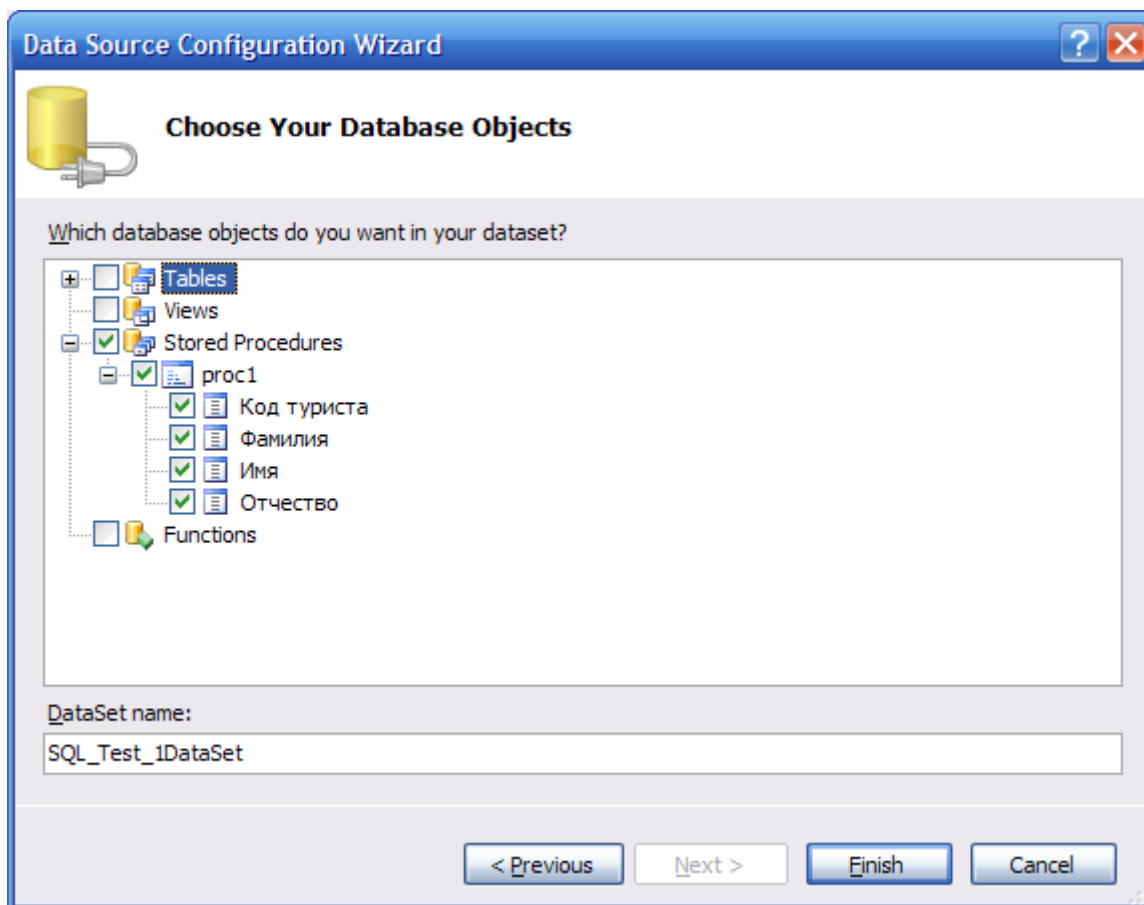 Data Source Configuration Wizard
Choose Your Database Objects
Which database objects do you want in your dataset?
Tables
Views
Stored Procedures
proc1
Код туриста
Фамилия
Имя
Отчество
Functions
DataSet name:
SQL_Test_1DataSet
< Previous
Next >
Finish
Cancel